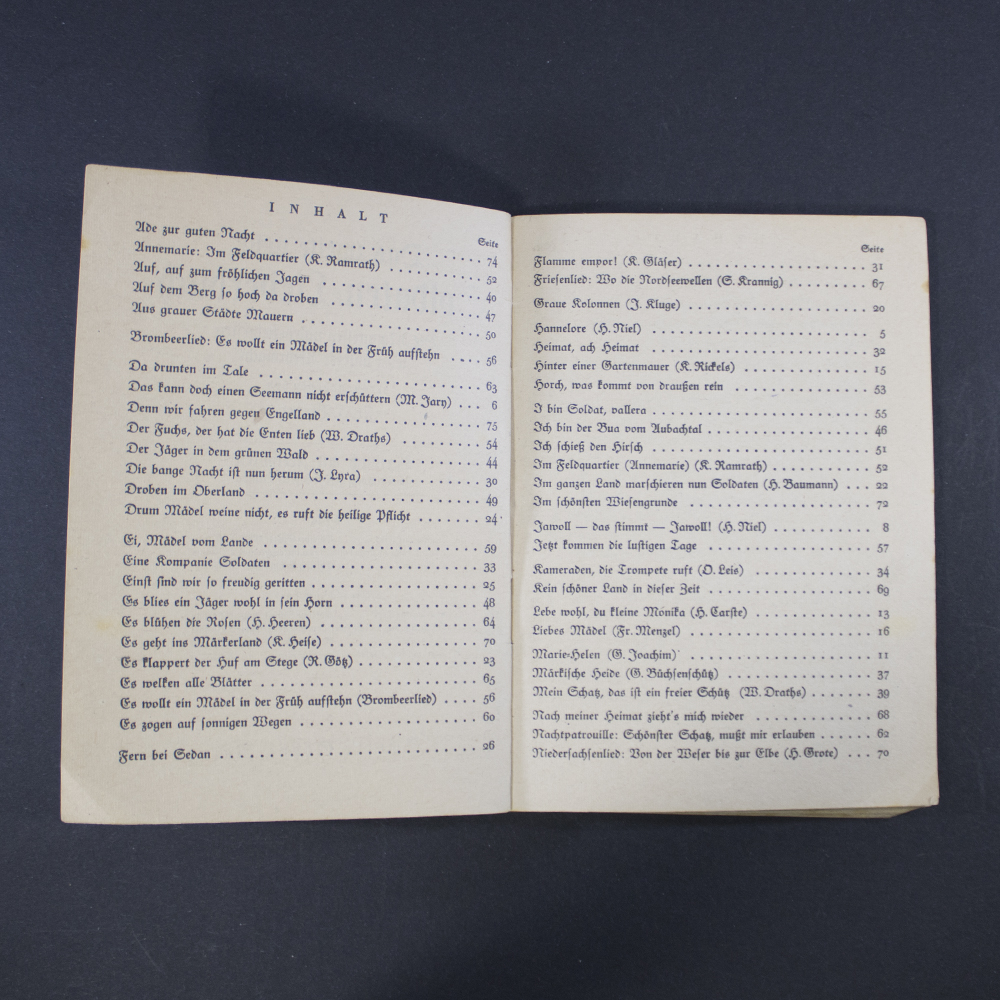 INHALT
Seite
Ade zur guten Nacht . . . . . . . . . . . . . . . . . . . . 74
Annemarie: Im Feldquartier (K. Ramrath) . . . . . . . . . 52
Auf, auf zum fröhlichen Jagen . . . . . . . . . . . . . . . 40
Auf dem Berg so hoch da droben . . . . . . . . . . . . . . 47
Aus grauer Städte Mauern . . . . . . . . . . . . . . . . . 50
Brombeerlied: Es wollt ein Mädel in der Früh aufstehn . . . . 56
Da drunten im Tale . . . . . . . . . . . . . . . . . . . . 63
Das kann doch einen Seemann nicht erschüttern (M. Jary) . . . 6
Denn wir fahren gegen Engelland . . . . . . . . . . . . . . 75
Der Fuchs, der hat die Enten lieb (W. Draths) . . . . . . . . 54
Der Jäger in dem grünen Wald . . . . . . . . . . . . . . . 44
Die bange Nacht ist nun herum (J. Lyra) . . . . . . . . . . 30
Droben im Oberland . . . . . . . . . . . . . . . . . . . . 49
Drum Mädel weine nicht, es ruft die heilige Pflicht . . . . . . . 24
Ei, Mädel vom Lande . . . . . . . . . . . . . . . . . . . . 59
Eine Kompanie Soldaten . . . . . . . . . . . . . . . . . . 33
Einst sind wir so freudig geritten . . . . . . . . . . . . . . 25
Es blies ein Jäger wohl in sein Horn . . . . . . . . . . . . . 48
Es blühen die Rosen (H. Heeren) . . . . . . . . . . . . . . 64
Es geht ins Märkerland (K. Heise) . . . . . . . . . . . . . . 70
Es klappert der Huf am Stege (R. Götz) . . . . . . . . . . . 23
Es welken alle Blätter . . . . . . . . . . . . . . . . . . . 65
Es wollt ein Mädel in der Früh aufstehn (Brombeerlied) . . . . 56
Es zogen auf sonnigen Wegen . . . . . . . . . . . . . . . . 60
Fern bei Sedan . . . . . . . . . . . . . . . . . . . . . . 26
Seite
Flamme empor! (K. Gläser) . . . . . . . . . . . . . . . . . 31
Friesenlied: Wo die Nordseewellen (S. Krannig) . . . . . . . . 67
Graue Kolonnen (J. Kluge) . . . . . . . . . . . . . . . . . 20
Hannelore (H. Niel) . . . . . . . . . . . . . . . . . . . . 5
Heimat, ach Heimat . . . . . . . . . . . . . . . . . . . . 32
Hinter einer Gartenmauer (K. Rickels) . . . . . . . . . . . . 15
Horch, was kommt von draußen rein . . . . . . . . . . . . . 53
I bin Soldat, vallera . . . . . . . . . . . . . . . . . . . . 55
Ich bin der Bua vom Aubachtal . . . . . . . . . . . . . . . 46
Ich schieß den Hirsch . . . . . . . . . . . . . . . . . . . 51
Im Feldquartier (Annemarie) (K. Ramrath) . . . . . . . . . . 52
Im ganzen Land marschieren nun Soldaten (H. Baumann) . . . 22
Im schönsten Wiesengrunde . . . . . . . . . . . . . . . . . 72
Jawoll — das stimmt — Jawoll! (H. Niel) . . . . . . . . . . 8
Jetzt kommen die lustigen Tage . . . . . . . . . . . . . . . 57
Kameraden, die Trompete ruft (O. Leis) . . . . . . . . . . . 34
Kein schöner Land in dieser Zeit . . . . . . . . . . . . . . 69
Lebe wohl, du kleine Monika (H. Carste) . . . . . . . . . . . 13
Liebes Mädel (Fr. Menzel) . . . . . . . . . . . . . . . . . 16
Marie-Helen (G. Joachim) . . . . . . . . . . . . . . . . . 11
Märkische Heide (G. Büchsenschütz) . . . . . . . . . . . . . 37
Mein Schatz, das ist ein freier Schütz (W. Draths) . . . . . . . 39
Nach meiner Heimat zieht's mich wieder . . . . . . . . . . . 68
Nachtpatrouille: Schönster Schatz, mußt mir erlauben . . . . . . 62
Niedersachsenlied: Von der Weser bis zur Elbe (H. Grote) . . . 70